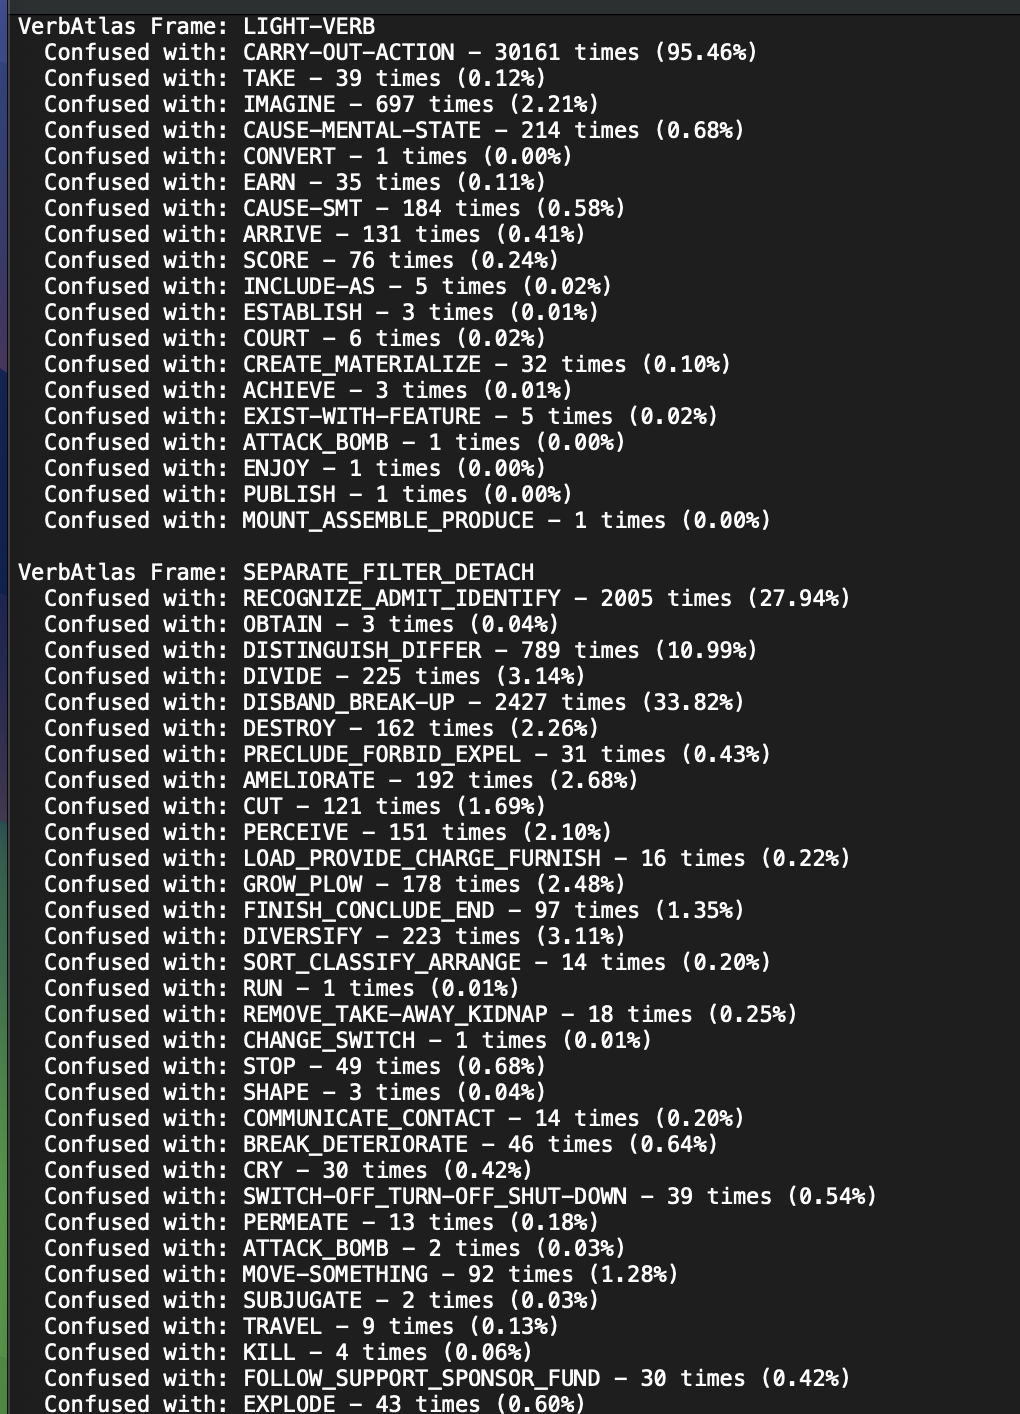 VerbAtlas Frame: LIGHT-VERB
Confused with: CARRY-OUT-ACTION – 30161 times (95.46%)
Confused with: TAKE – 39 times (0.12%)
Confused with: IMAGINE – 697 times (2.21%)
Confused with: CAUSE-MENTAL-STATE – 214 times (0.68%)
Confused with: CONVERT – 1 times (0.00%)
Confused with: EARN – 35 times (0.11%)
Confused with: CAUSE-SMT – 184 times (0.58%)
Confused with: ARRIVE – 131 times (0.41%)
Confused with: SCORE – 76 times (0.24%)
Confused with: INCLUDE-AS – 5 times (0.02%)
Confused with: ESTABLISH – 3 times (0.01%)
Confused with: COURT – 6 times (0.02%)
Confused with: CREATE_MATERIALIZE – 32 times (0.10%)
Confused with: ACHIEVE – 3 times (0.01%)
Confused with: EXIST-WITH-FEATURE – 5 times (0.02%)
Confused with: ATTACK_BOMB – 1 times (0.00%)
Confused with: ENJOY – 1 times (0.00%)
Confused with: PUBLISH – 1 times (0.00%)
Confused with: MOUNT_ASSEMBLE_PRODUCE – 1 times (0.00%)
VerbAtlas Frame: SEPARATE_FILTER_DETACH
Confused with: RECOGNIZE_ADMIT_IDENTIFY – 2005 times (27.94%)
Confused with: OBTAIN – 3 times (0.04%)
Confused with: DISTINGUISH_DIFFER – 789 times (10.99%)
Confused with: DIVIDE – 225 times (3.14%)
Confused with: DISBAND_BREAK-UP – 2427 times (33.82%)
Confused with: DESTROY – 162 times (2.26%)
Confused with: PRECLUDE_FORBID_EXPEL – 31 times (0.43%)
Confused with: AMELIORATE – 192 times (2.68%)
Confused with: CUT – 121 times (1.69%)
Confused with: PERCEIVE – 151 times (2.10%)
Confused with: LOAD_PROVIDE_CHARGE_FURNISH – 16 times (0.22%)
Confused with: GROW_PLOW – 178 times (2.48%)
Confused with: FINISH_CONCLUDE_END – 97 times (1.35%)
Confused with: DIVERSIFY – 223 times (3.11%)
Confused with: SORT_CLASSIFY_ARRANGE – 14 times (0.20%)
Confused with: RUN – 1 times (0.01%)
Confused with: REMOVE_TAKE-AWAY_KIDNAP – 18 times (0.25%)
Confused with: CHANGE_SWITCH – 1 times (0.01%)
Confused with: STOP – 49 times (0.68%)
Confused with: SHAPE – 3 times (0.04%)
Confused with: COMMUNICATE_CONTACT – 14 times (0.20%)
Confused with: BREAK_DETERIORATE – 46 times (0.64%)
Confused with: CRY – 30 times (0.42%)
Confused with: SWITCH-OFF_TURN-OFF_SHUT-DOWN – 39 times (0.54%)
Confused with: PERMEATE – 13 times (0.18%)
Confused with: ATTACK_BOMB – 2 times (0.03%)
Confused with: MOVE-SOMETHING – 92 times (1.28%)
Confused with: SUBJUGATE – 2 times (0.03%)
Confused with: TRAVEL – 9 times (0.13%)
Confused with: KILL – 4 times (0.06%)
Confused with: FOLLOW_SUPPORT_SPONSOR_FUND – 30 times (0.42%)
Confused with: EXPLODE – 43 times (0.60%)